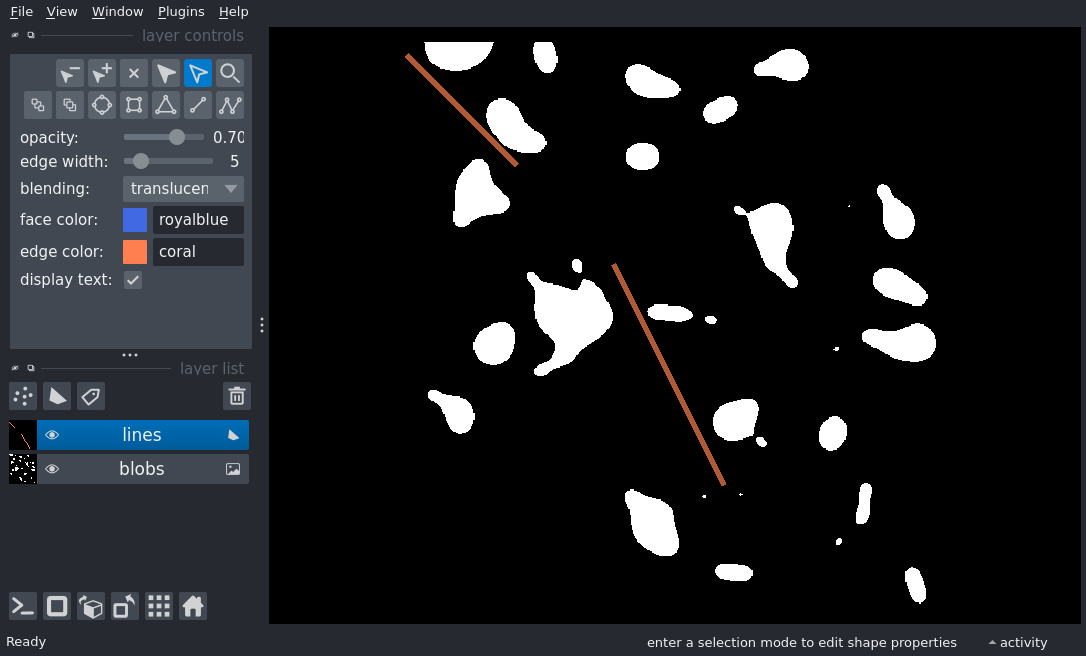 File View Window Plugins Help
layer controls
opacity: 0.70
edge width: 5
blending: translucen
face color: royalblue
edge color: coral
display text:
layer list
lines
blobs
Ready
enter a selection mode to edit shape properties
activity